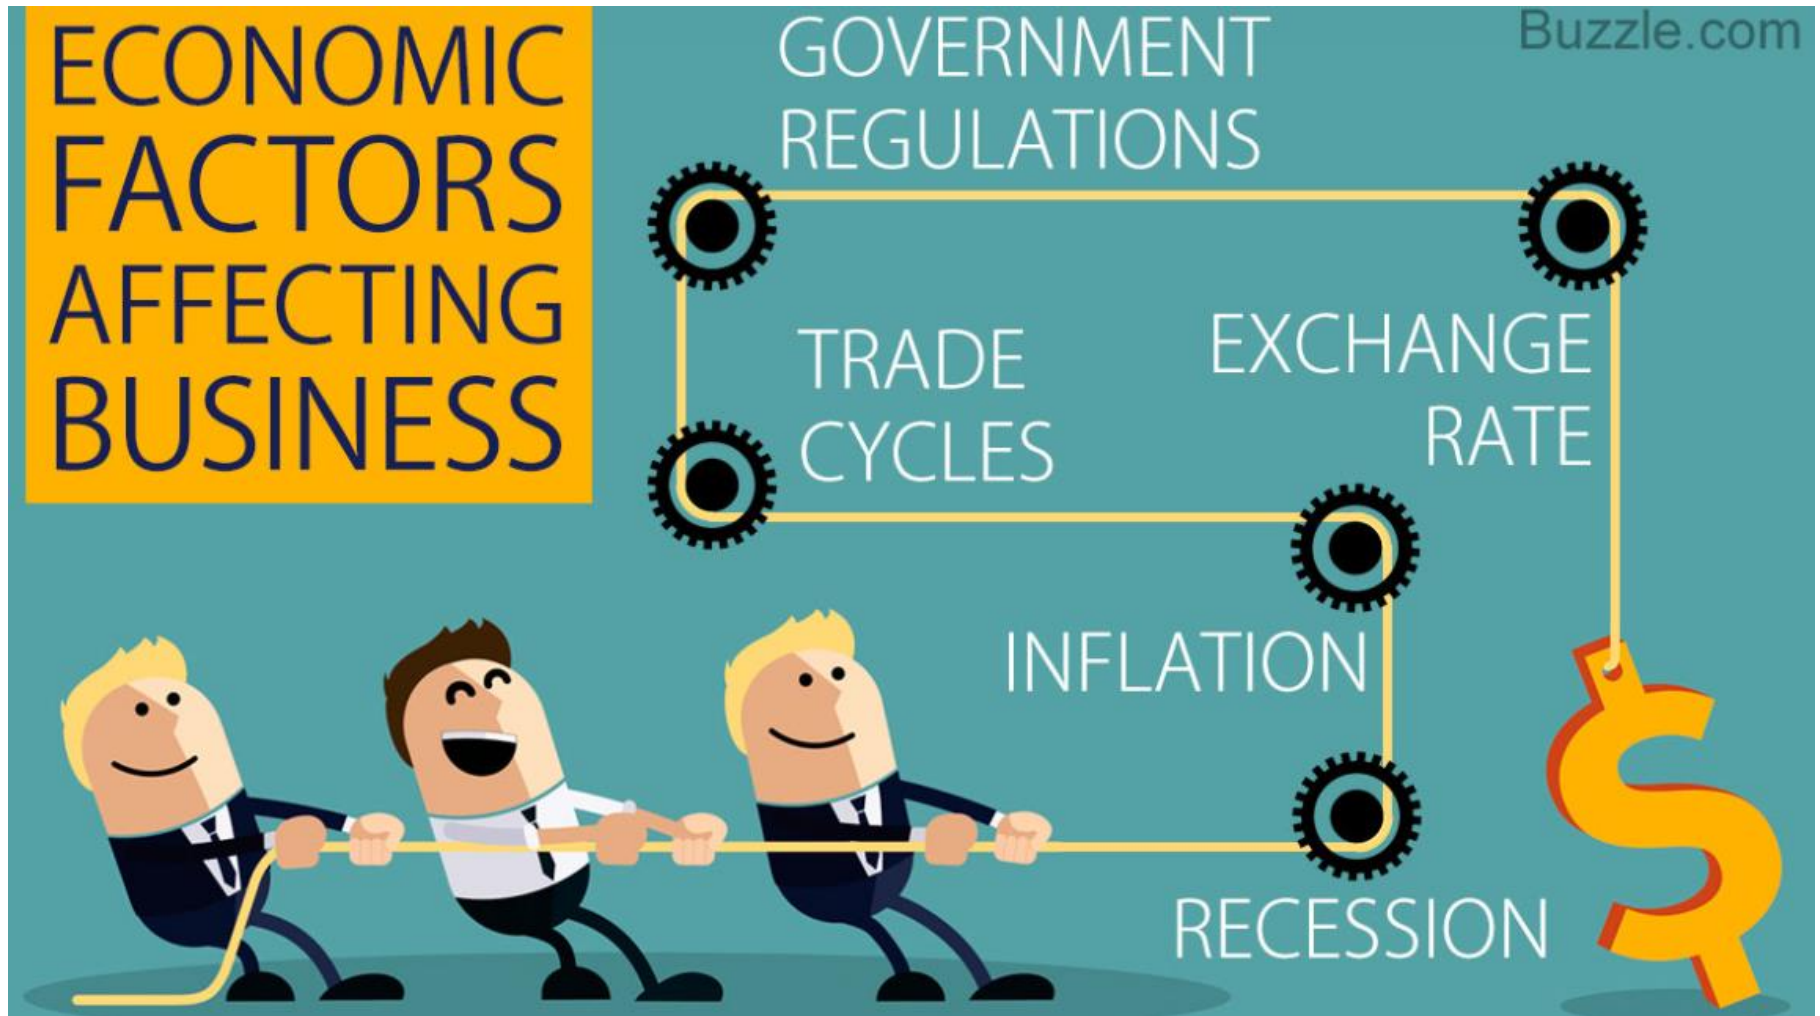 ECONOMIC
FACTORS
AFFECTING
BUSINESS
GOVERNMENT
REGULATIONS
Buzzle.com
TRADE
CYCLES
EXCHANGE
RATE
INFLATION
RECESSION
$